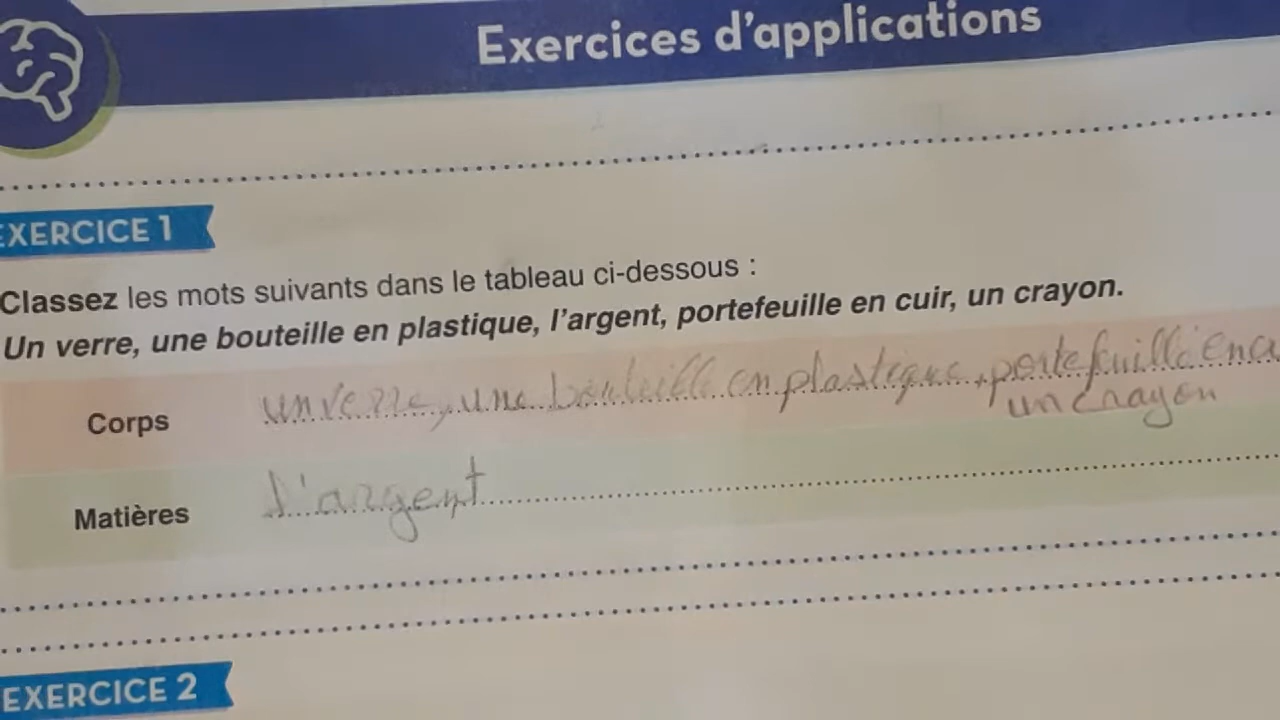 Exercices d'applications
EXERCICE 1
Classez les mots suivants dans le tableau ci-dessous :
Un verre, une bouteille en plastique, l'argent, portefeuille en cuir, un crayon.
Corps un verre, une bouteille en plastique, portefeuille en cu
un crayon
Matières l'argent
EXERCICE 2